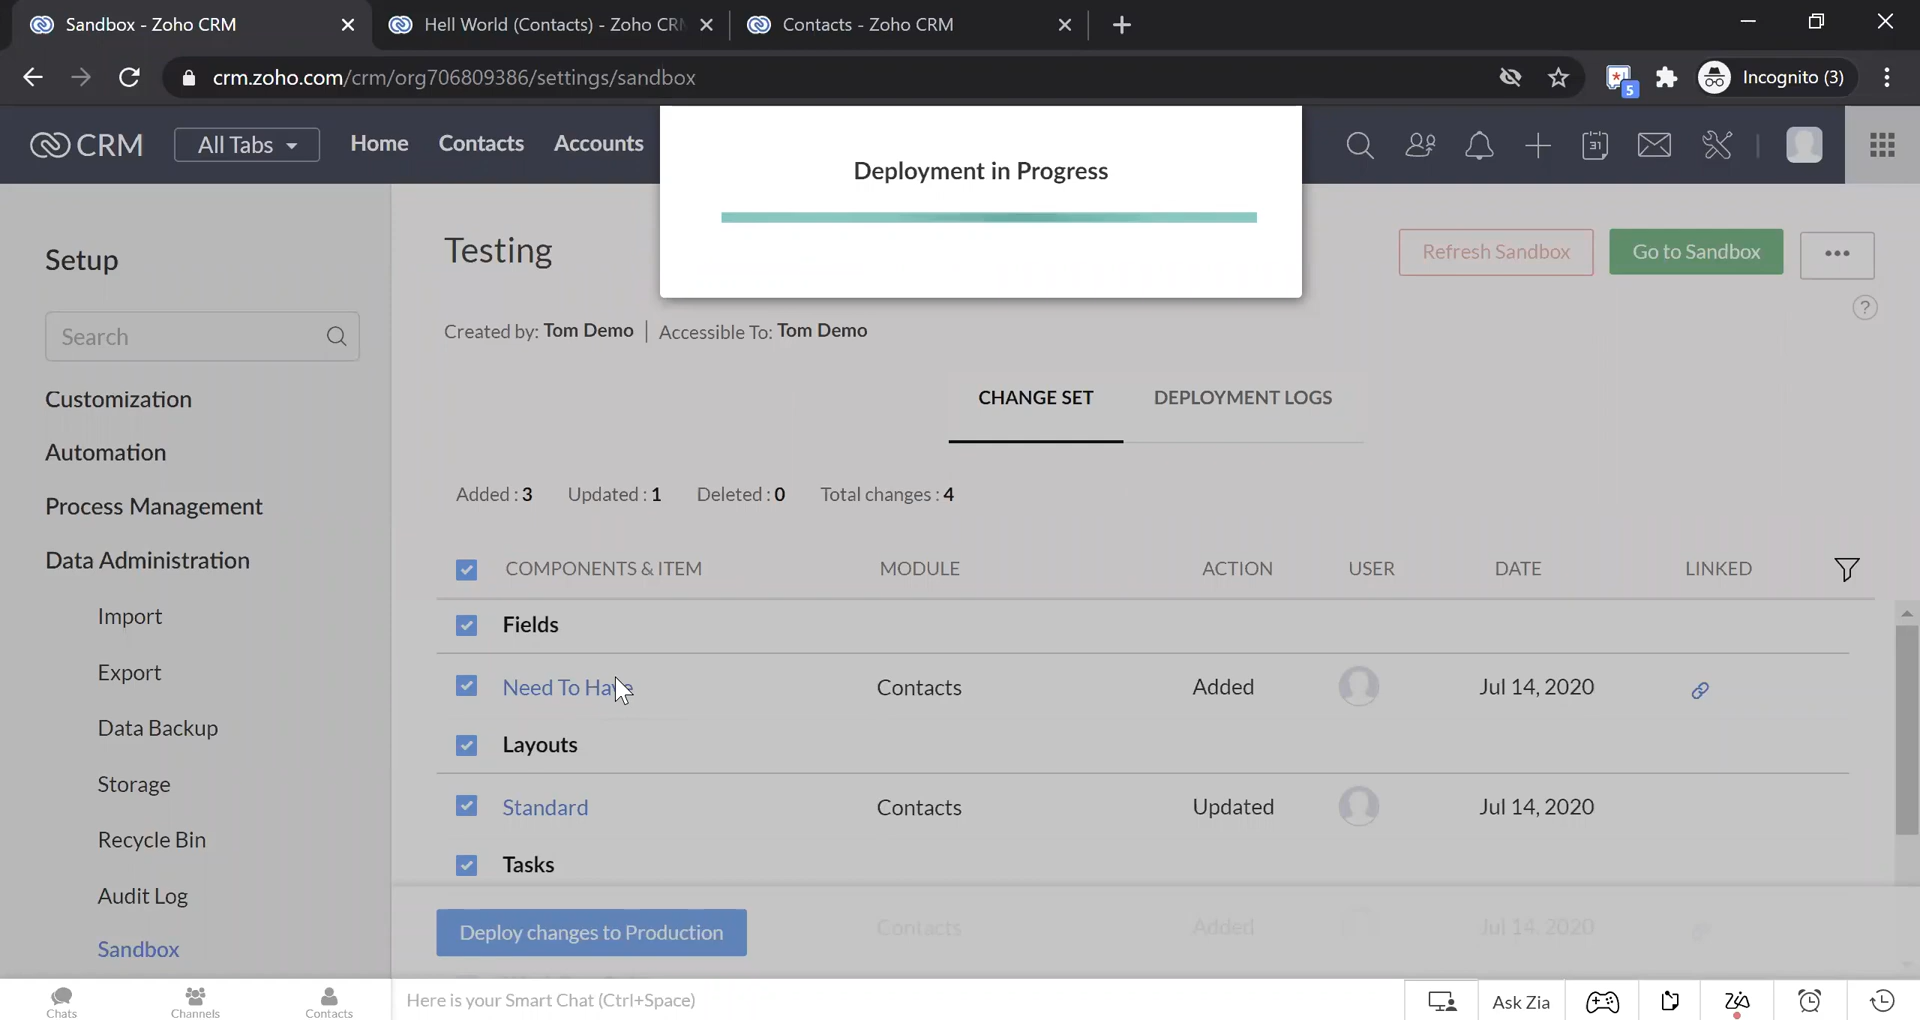 Sandbox - Zoho CRM
Hell World (Contacts) - Zoho CR
Contacts - Zoho CRM
crm.zoho.com/crm/org706809386/settings/sandbox
5
Incognito (3)
CRM
All Tabs
Home
Contacts
Accounts
31
Deployment in Progress
Setup
Search
Customization
Automation
Process Management
Data Administration
Import
Export
Data Backup
Storage
Recycle Bin
Audit Log
Sandbox
Testing
Refresh Sandbox
Go to Sandbox
...
?
Created by: Tom Demo | Accessible To: Tom Demo
CHANGE SET
DEPLOYMENT LOGS
Added : 3 Updated : 1 Deleted : 0 Total changes : 4
COMPONENTS & ITEM MODULE ACTION USER DATE LINKED
Fields
Need To Have Contacts Added Jul 14, 2020
Layouts
Standard Contacts Updated Jul 14, 2020
Tasks
Contacts Added Jul 14, 2020
Deploy changes to Production
Chats
Channels
Contacts
Here is your Smart Chat (Ctrl+Space)
Ask Zia